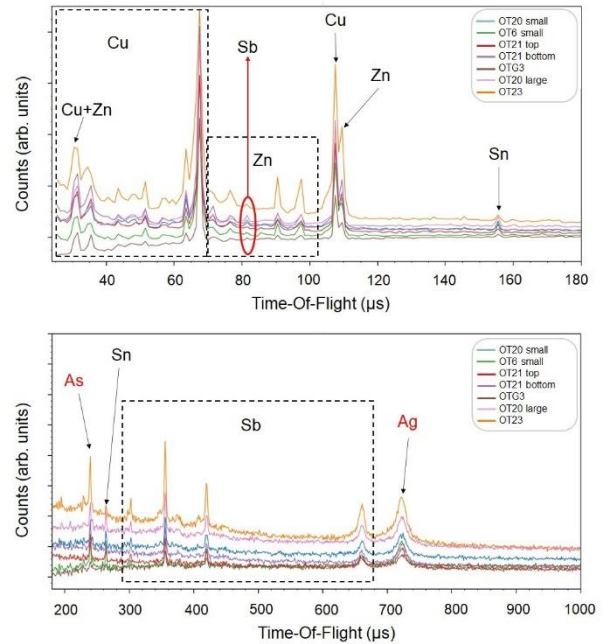 Cu
Sb
Cu
Zn
Cu+Zn
Zn
Sn
OT20 small
OT6 small
OT21 top
OT21 bottom
OTG3
OT20 large
OT23
Counts (arb. units)
40 60 80 100 120 140 160 180
Time-Of-Flight (μs)
As
Sn
Sb
Ag
OT20 small
OT6 small
OT21 top
OT21 bottom
OTG3
OT20 large
OT23
Counts (arb. units)
200 300 400 500 600 700 800 900 1000
Time-Of-Flight (μs)